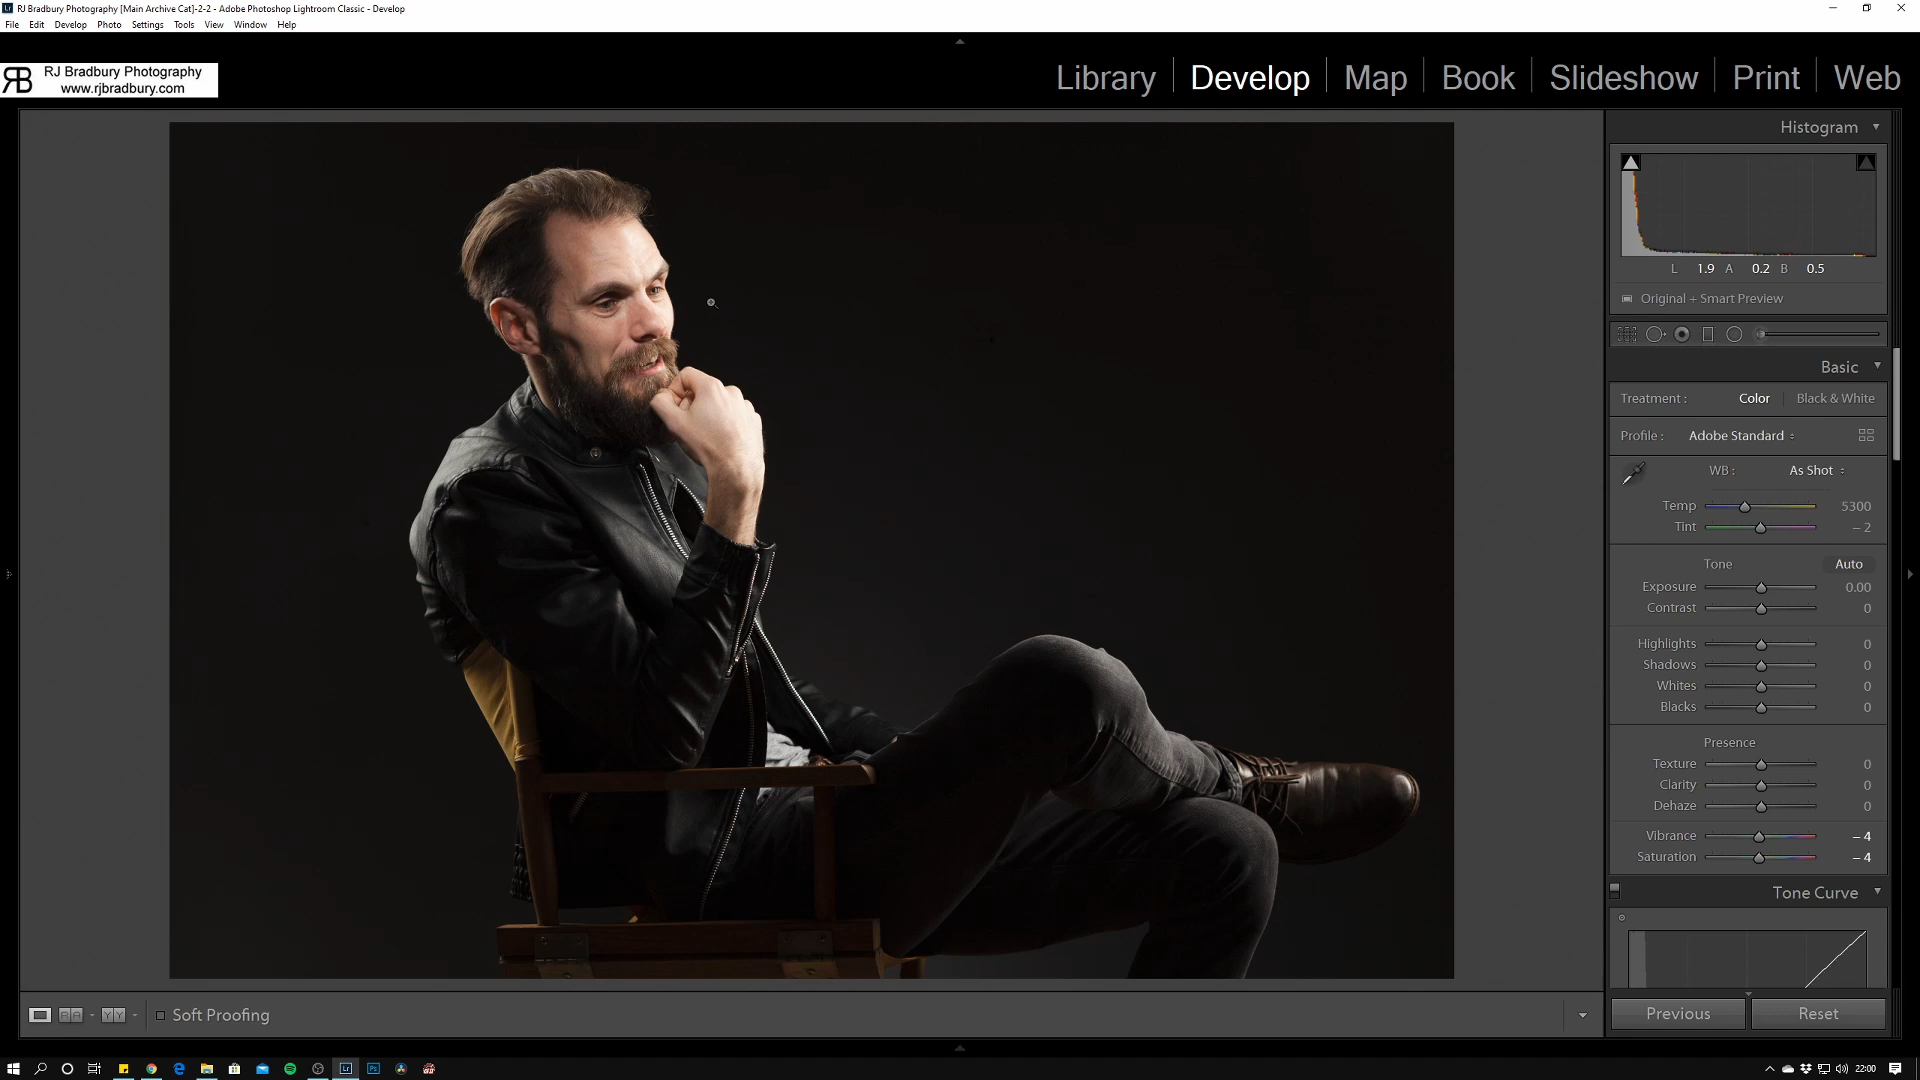 RJ Bradbury Photography [Main Archive Cat]-2-2 - Adobe Photoshop Lightroom Classic - Develop
File Edit Develop Photo Settings Tools View Window Help
RJ Bradbury Photography
www.rjbradbury.com
Library Develop Map Book Slideshow Print Web
Histogram
L 1.9 A 0.2 B 0.5
Original + Smart Preview
Basic
Treatment : Color Black & White
Profile : Adobe Standard
WB : As Shot
Temp 5300
Tint – 2
Tone Auto
Exposure 0.00
Contrast 0
Highlights 0
Shadows 0
Whites 0
Blacks 0
Presence
Texture 0
Clarity 0
Dehaze 0
Vibrance – 4
Saturation – 4
Tone Curve
RA YY Soft Proofing
Previous Reset
Lr Ps 22:00